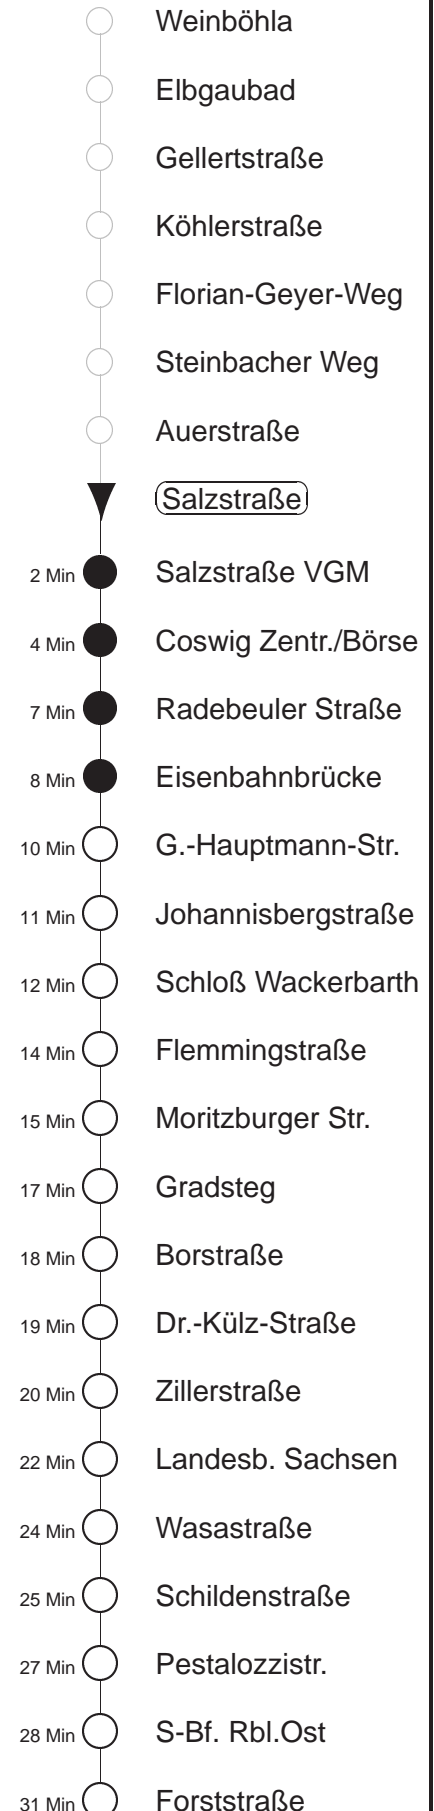 Weinböhla
Elbgaubad
Gellertstraße
Köhlerstraße
Florian-Geyer-Weg
Steinbacher Weg
Auerstraße
Salzstraße
2 Min Salzstraße VGM
4 Min Coswig Zentr./Börse
7 Min Radebeuler Straße
8 Min Eisenbahnbrücke
10 Min G.-Hauptmann-Str.
11 Min Johannisbergstraße
12 Min Schloß Wackerbarth
14 Min Flemmingstraße
15 Min Moritzburger Str.
17 Min Gradsteg
18 Min Borstraße
19 Min Dr.-Külz-Straße
20 Min Zillerstraße
22 Min Landesb. Sachsen
24 Min Wasastraße
25 Min Schildenstraße
27 Min Pestalozzistr.
28 Min S-Bf. Rbl.Ost
31 Min Forststraße